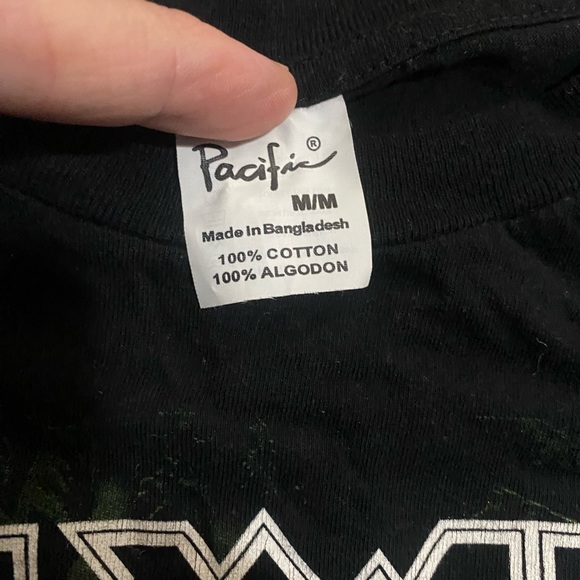 Pacific®
M/M
Made in Bangladesh
100% COTTON
100% ALGODON